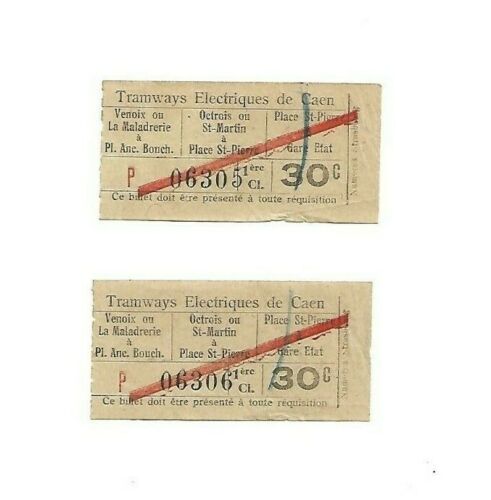 Tramways Electriques de Caen
Venoix ou Octrois ou Place St-Pierre
La Maladrerie St-Martin
à à à
Pl. Anc. Bouch. Place St-Pierre Gare Etat
P 06305 1ère Cl. 30 C
Ce billet doit être présenté à toute réquisition
Tramways Electriques de Caen
Venoix ou Octrois ou Place St-Pierre
La Maladrerie St-Martin
à à à
Pl. Anc. Bouch. Place St-Pierre Gare Etat
P 06306 1ère Cl. 30 C
Ce billet doit être présenté à toute réquisition